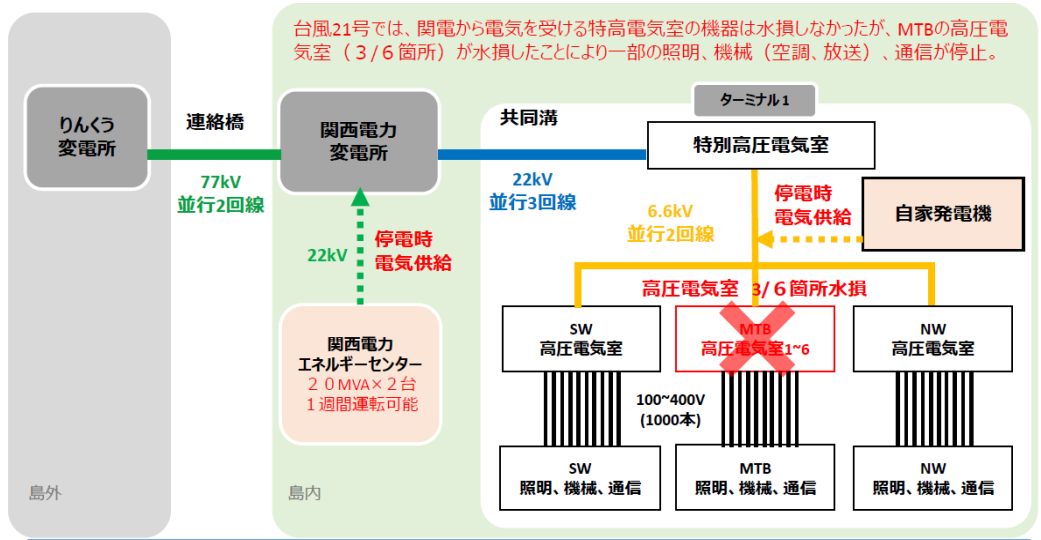 台風21号では、関電から電気を受ける特高電気室の機器は水損しなかったが、MTBの高圧電
気室（３/６箇所）が水損したことにより一部の照明、機械（空調、放送）、通信が停止。
ターミナル１
りんくう
変電所
連絡橋
関西電力
変電所
共同溝
特別高圧電気室
77kV
並行2回線
22kV
並行3回線
停電時
電気供給
自家発電機
6.6kV
並行2回線
22kV
停電時
電気供給
高圧電気室 3/６箇所水損
関西電力
エネルギーセンター
２０MVA×２台
１週間運転可能
SW
高圧電気室
MTB
高圧電気室1~6
NW
高圧電気室
100~400V
(1000本)
SW
照明、機械、通信
MTB
照明、機械、通信
NW
照明、機械、通信
島外
島内